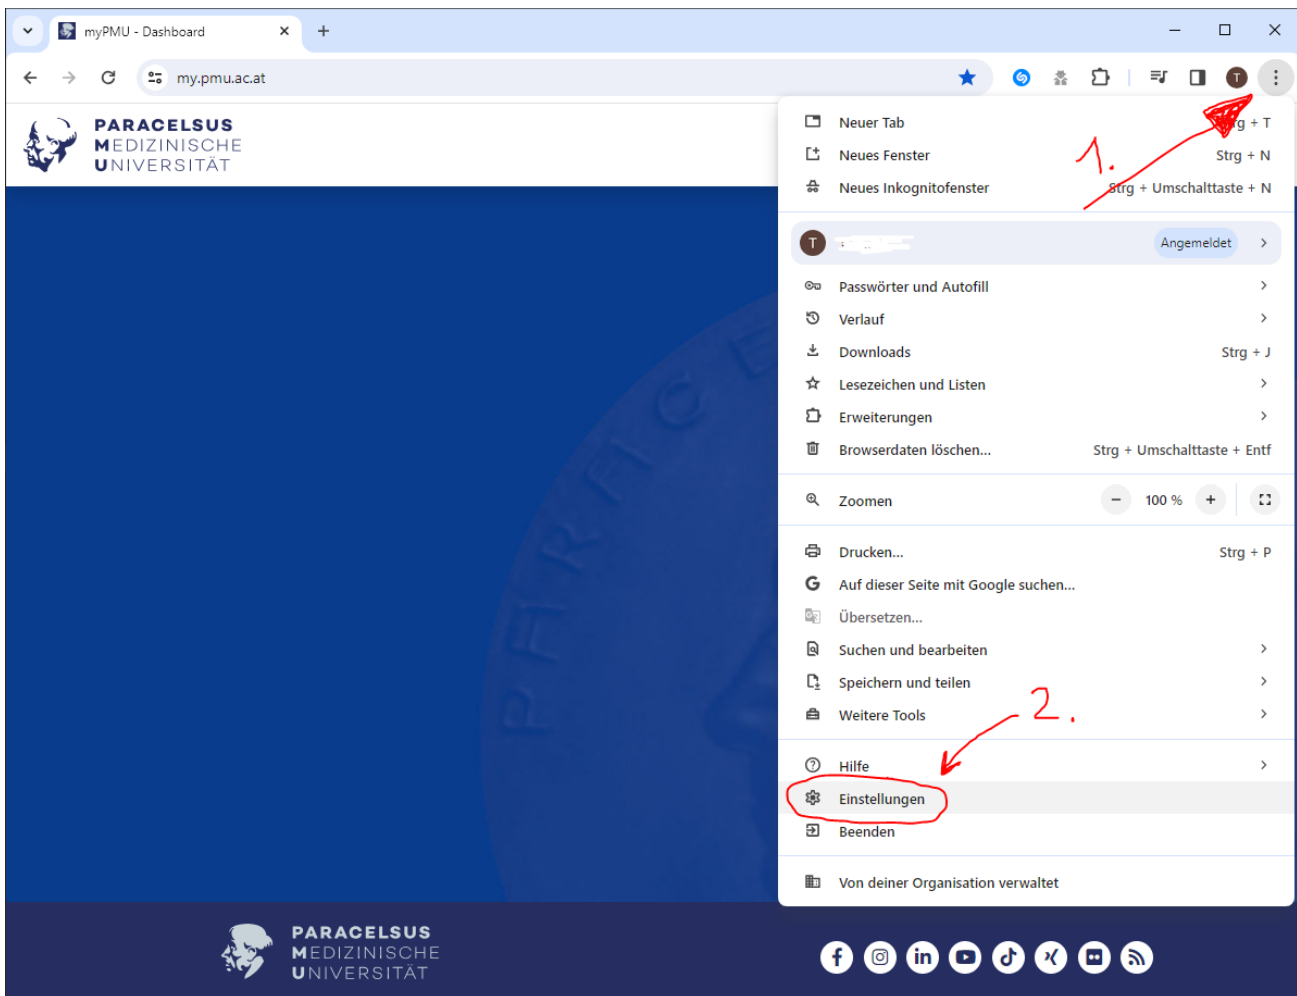 myPMU - Dashboard
my.pmu.ac.at
T
PARACELSUS
MEDIZINISCHE
UNIVERSITÄT
Neuer Tab
rg + T
1.
Neues Fenster Strg + N
Neues Inkognitofenster Strg + Umschalttaste + N
T Angemeldet
Passwörter und Autofill
Verlauf
Downloads Strg + J
Lesezeichen und Listen
Erweiterungen
Browserdaten löschen... Strg + Umschalttaste + Entf
Zoomen − 100 % +
Drucken... Strg + P
G Auf dieser Seite mit Google suchen...
Übersetzen...
Suchen und bearbeiten
Speichern und teilen
Weitere Tools
2.
Hilfe
Einstellungen
Beenden
Von deiner Organisation verwaltet
PARACELSUS
MEDIZINISCHE
UNIVERSITÄT
f in